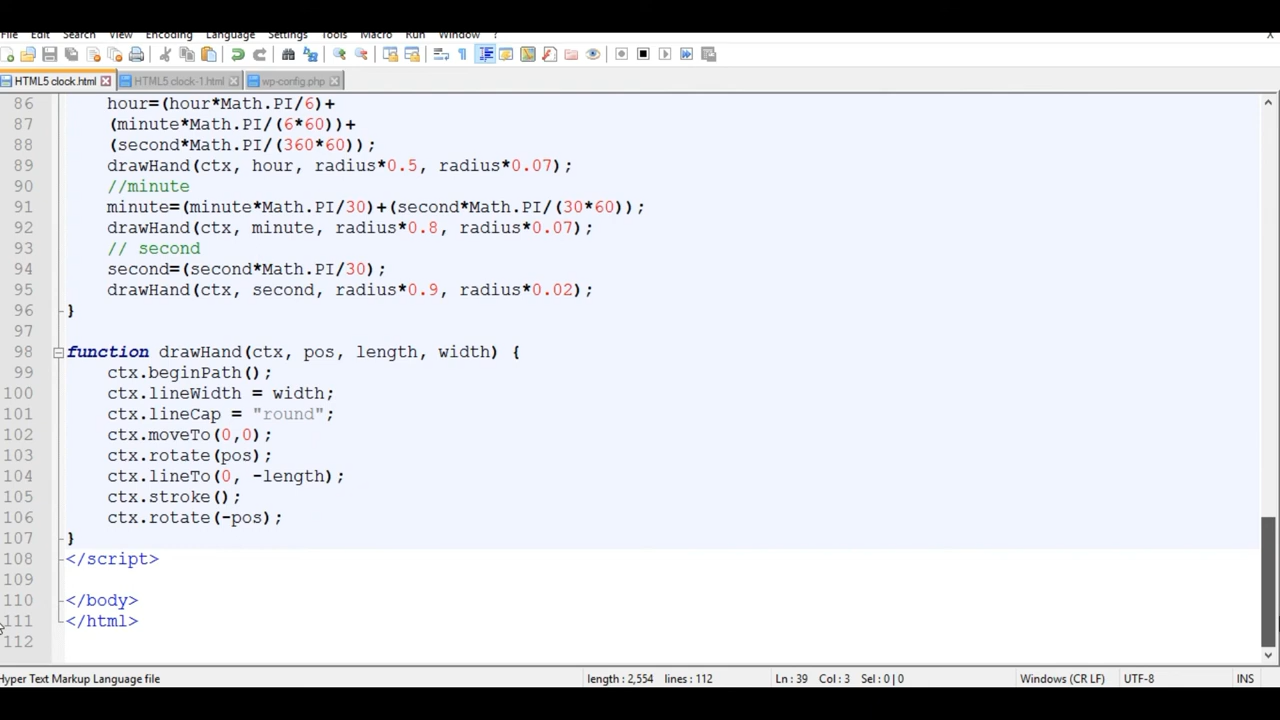 File Edit Search View Encoding Language Settings Tools Macro Run Window ? X
HTML5 clock.html HTML5 clock-1.html wp-config.php
86 hour=(hour*Math.PI/6)+
87 (minute*Math.PI/(6*60))+
88 (second*Math.PI/(360*60));
89 drawHand(ctx, hour, radius*0.5, radius*0.07);
90 //minute
91 minute=(minute*Math.PI/30)+(second*Math.PI/(30*60));
92 drawHand(ctx, minute, radius*0.8, radius*0.07);
93 // second
94 second=(second*Math.PI/30);
95 drawHand(ctx, second, radius*0.9, radius*0.02);
96 }
97
98 function drawHand(ctx, pos, length, width) {
99 ctx.beginPath();
100 ctx.lineWidth = width;
101 ctx.lineCap = "round";
102 ctx.moveTo(0,0);
103 ctx.rotate(pos);
104 ctx.lineTo(0, -length);
105 ctx.stroke();
106 ctx.rotate(-pos);
107 }
108 </script>
109
110 </body>
111 </html>
112
Hyper Text Markup Language file length : 2,554 lines : 112 Ln : 39 Col : 3 Sel : 0 | 0 Windows (CR LF) UTF-8 INS